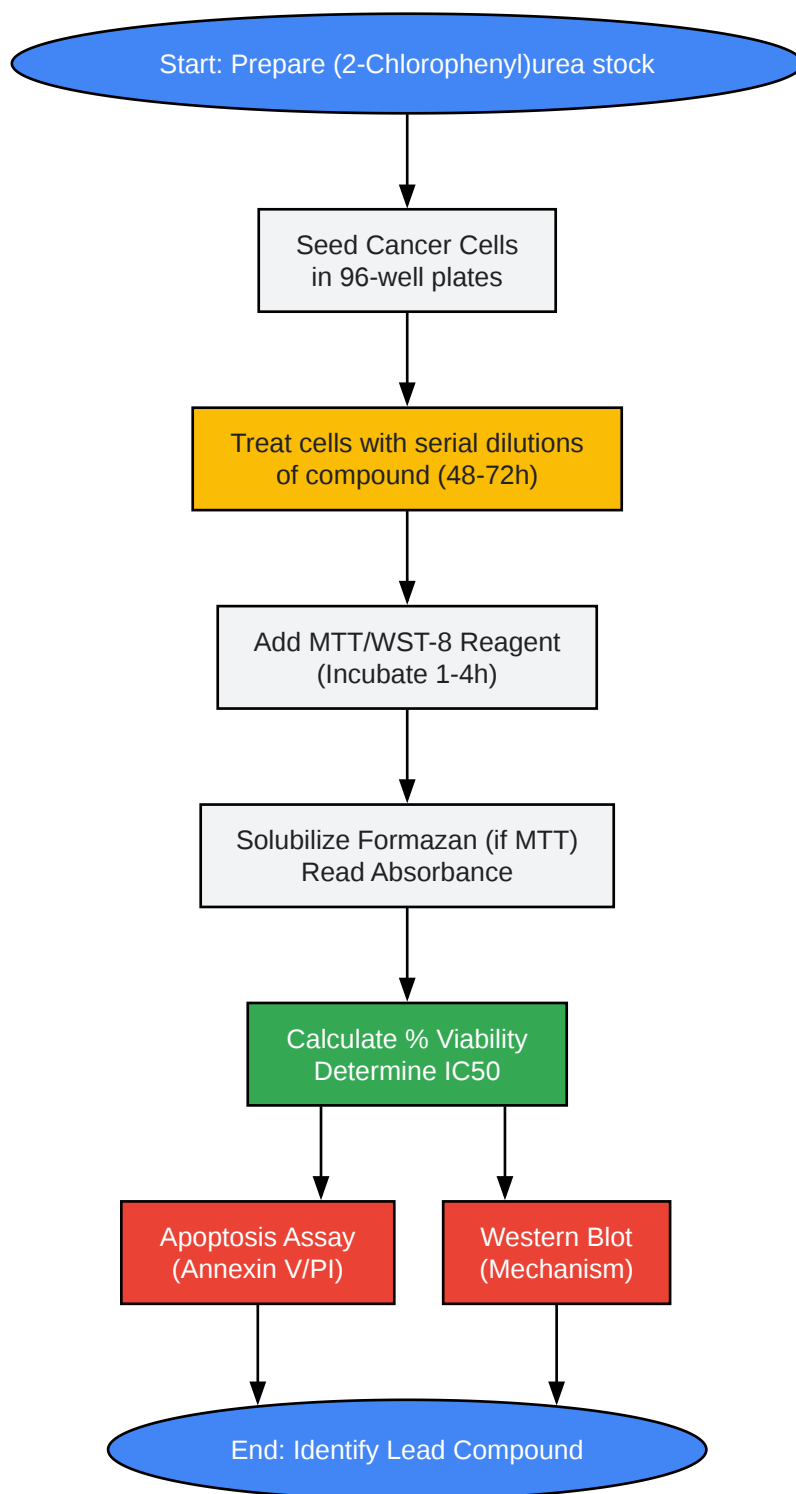 Start: Prepare (2-Chlorophenyl)urea stock
Seed Cancer Cells
in 96-well plates
Treat cells with serial dilutions
of compound (48-72h)
Add MTT/WST-8 Reagent
(Incubate 1-4h)
Solubilize Formazan (if MTT)
Read Absorbance
Calculate % Viability
Determine IC50
Apoptosis Assay
(Annexin V/PI)
Western Blot
(Mechanism)
End: Identify Lead Compound